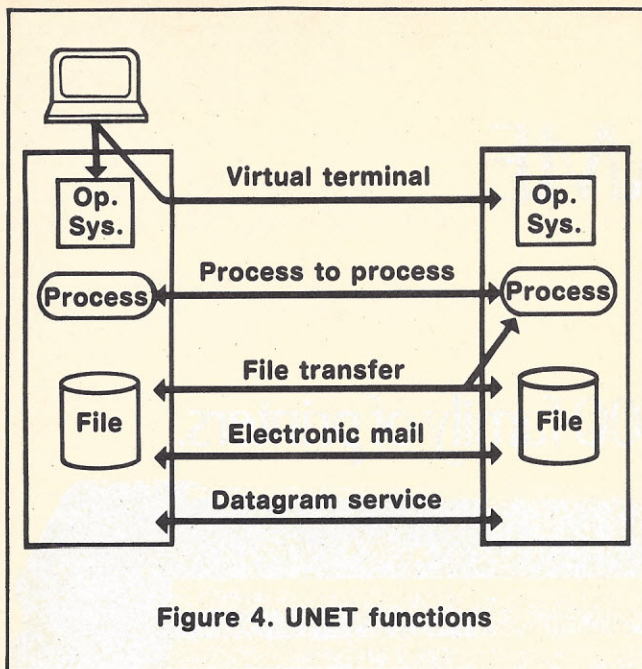 Virtual terminal
Op.
Sys.
Op.
Sys.
Process to process
Process
Process
File transfer
File
File
Electronic mail
Datagram service
Figure 4. UNET functions